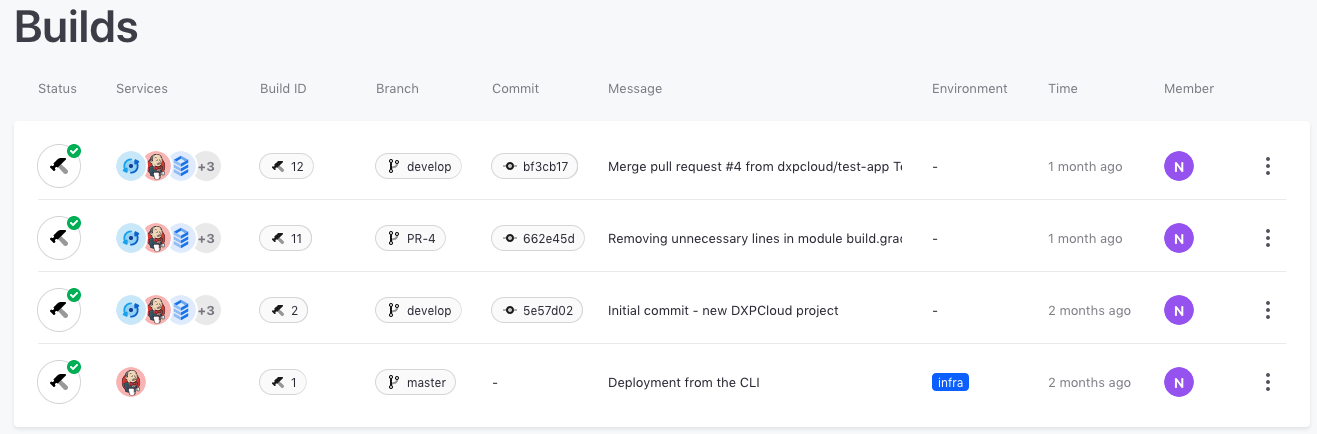 Builds
Status Services Build ID Branch Commit Message Environment Time Member
+3 12 develop bf3cb17 Merge pull request #4 from dxpcloud/test-app Te - 1 month ago N
+3 11 PR-4 662e45d Removing unnecessary lines in module build.grad - 1 month ago N
+3 2 develop 5e57d02 Initial commit - new DXPCloud project - 2 months ago N
1 master - Deployment from the CLI infra 2 months ago N